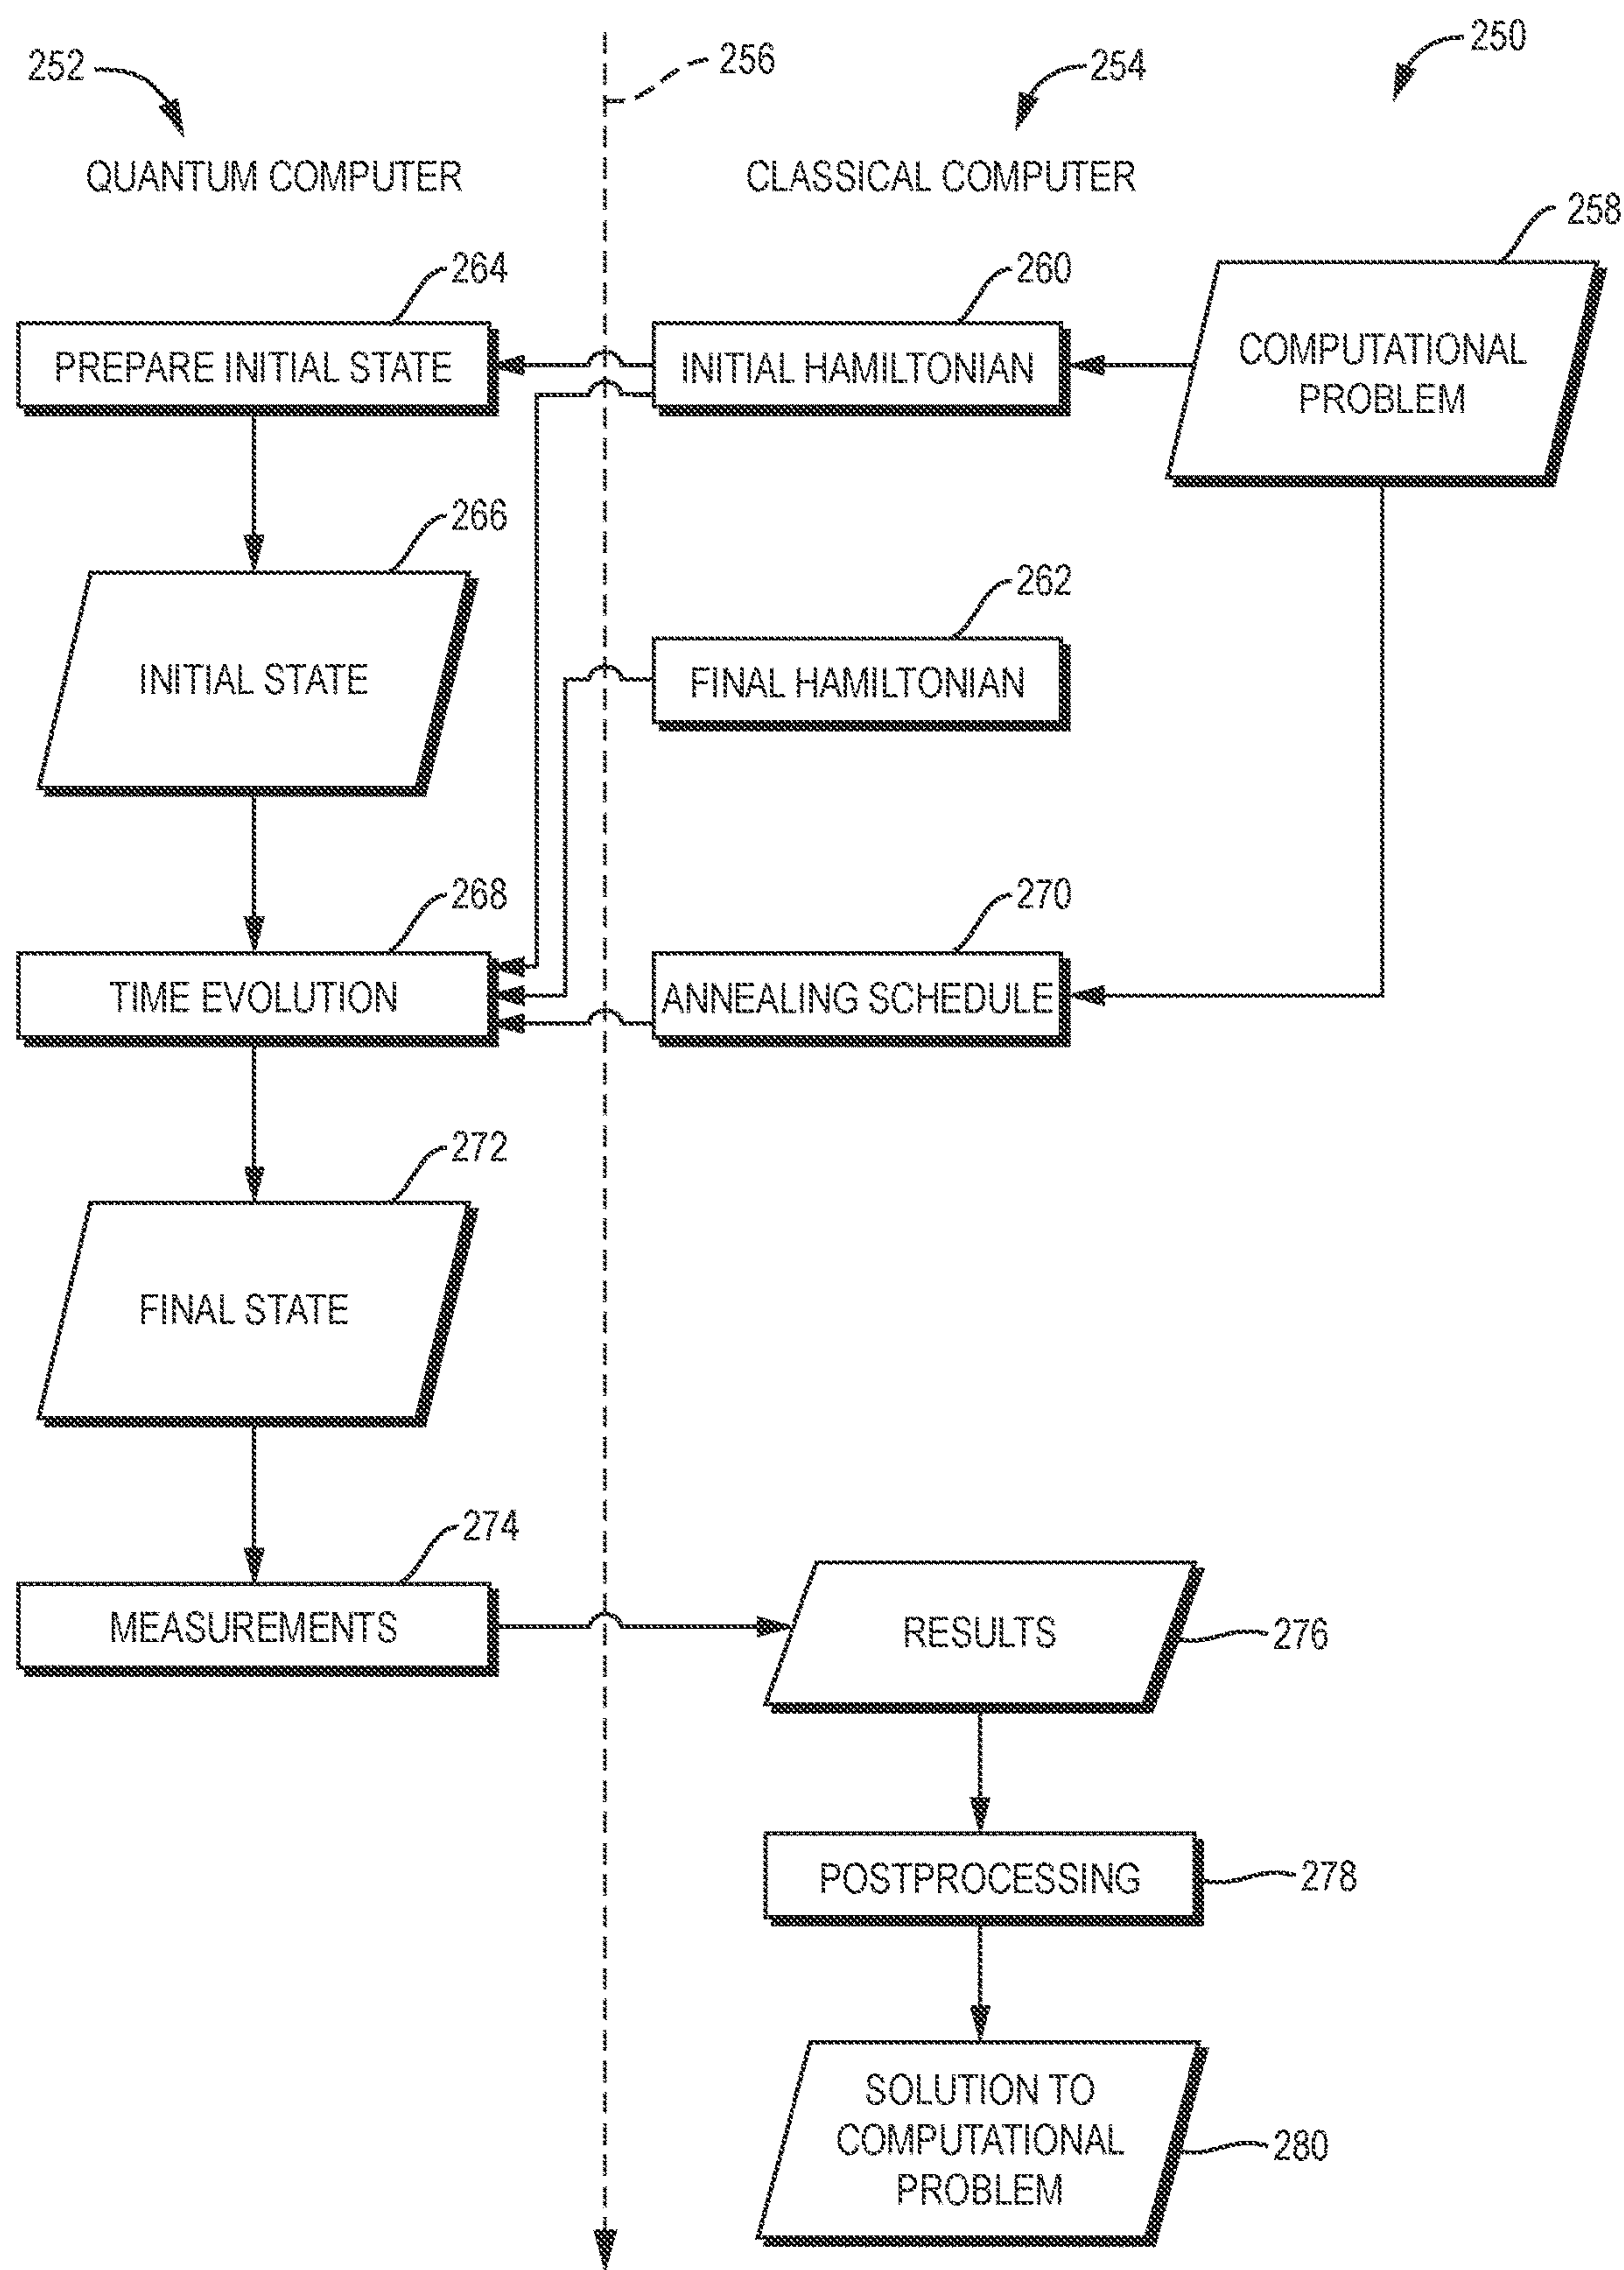 250
252
256
254
QUANTUM COMPUTER
CLASSICAL COMPUTER
258
264
260
PREPARE INITIAL STATE
INITIAL HAMILTONIAN
COMPUTATIONAL
PROBLEM
266
262
INITIAL STATE
FINAL HAMILTONIAN
268
270
TIME EVOLUTION
ANNEALING SCHEDULE
272
FINAL STATE
274
MEASUREMENTS
RESULTS
276
POSTPROCESSING
278
SOLUTION TO
COMPUTATIONAL
PROBLEM
280